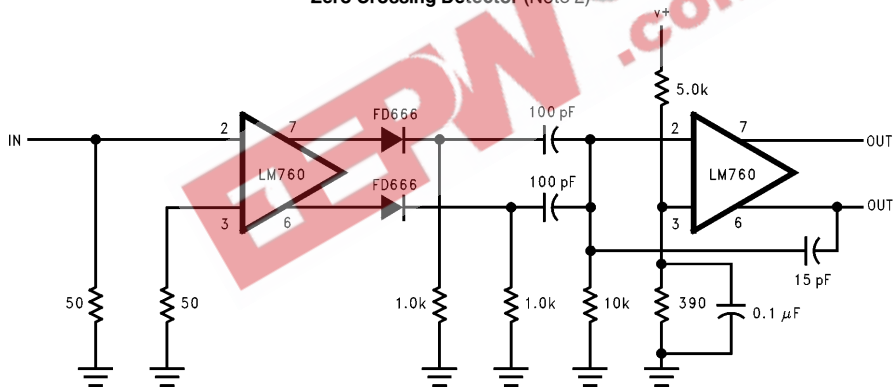 Zero Crossing Detector (Note 2)
V+
5.0k
FD666
100 pF
IN
2
7
LM760
2
7
LM760
OUT
FD666
100 pF
3
6
3
6
OUT
15 pF
50
50
1.0k
1.0k
10k
390
0.1 μF
EEPW
.com